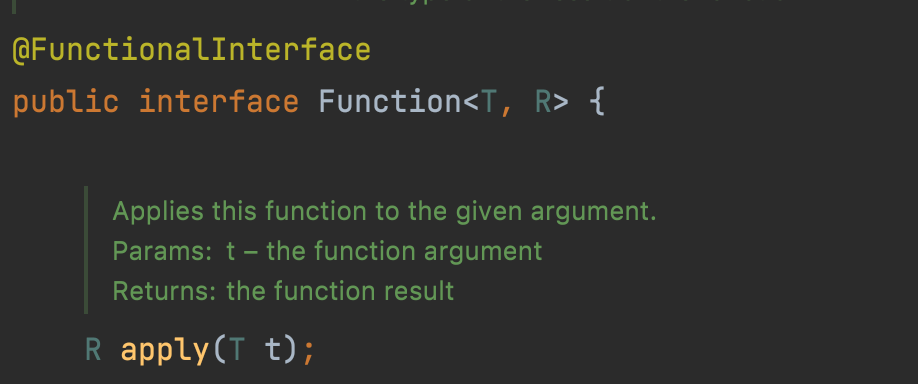 @FunctionalInterface
public interface Function<T, R> {
Applies this function to the given argument.
Params: t – the function argument
Returns: the function result
R apply(T t);